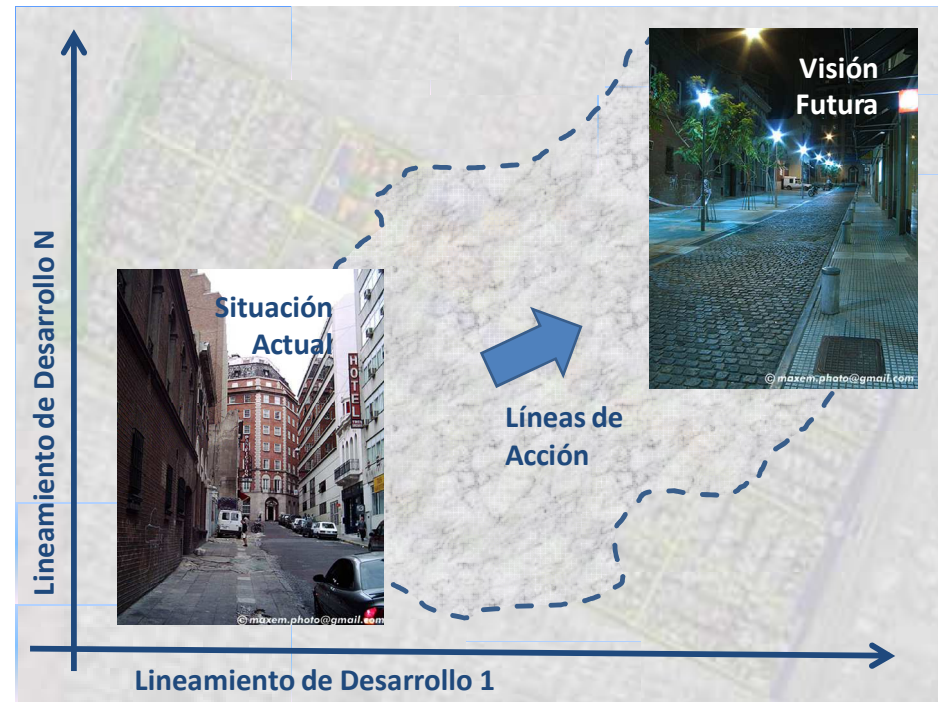 Visión
Futura
© maxem.photo@gmail.com
Situación
Actual
HOTEL
© maxem.photo@gmail.com
Líneas de
Acción
Lineamiento de Desarrollo N
Lineamiento de Desarrollo 1